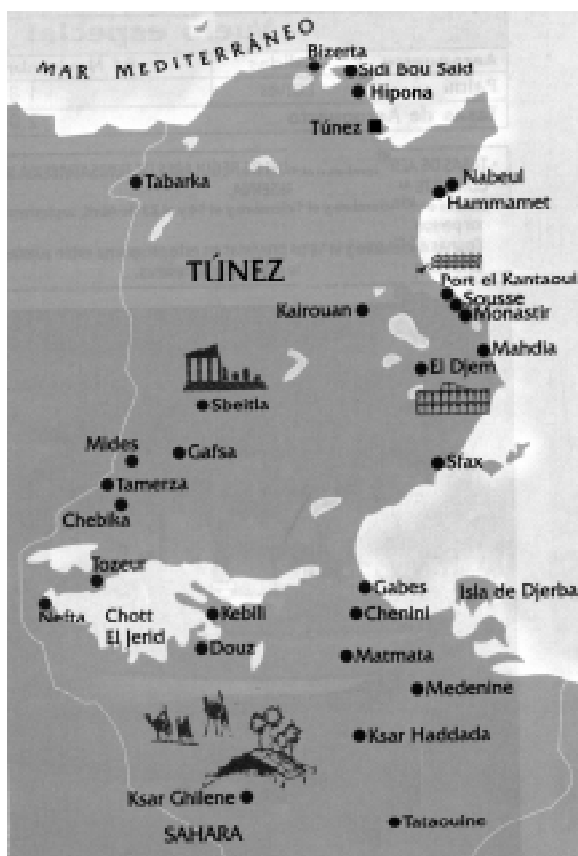 MAR MEDITERRÁNEO
Bizerta
Sidi Bou Said
Hipona
Túnez
Tabarka
Nabeul
Hammamet
TÚNEZ
Port el Kantaoui
Sousse
Kairouan
Monastir
Mahdia
El Djem
Sbeitla
Mides
Gafsa
Sfax
Tamerza
Chebika
Tozeur
Gabes
Isla de Djerba
Nefta
Chott
El Jerid
Kebili
Chenini
Douz
Matmata
Medenine
Ksar Haddada
Ksar Ghilene
SAHARA
Tataouine